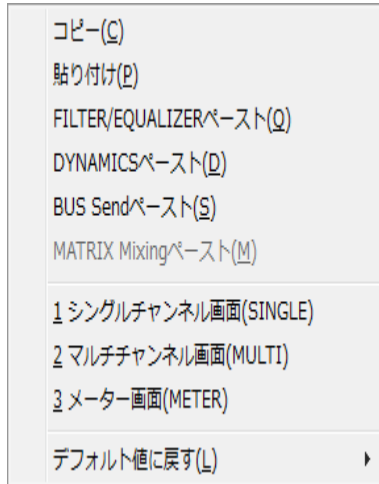 コピー(C)
貼り付け(P)
FILTER/EQUALIZERペースト(Q)
DYNAMICSペースト(D)
BUS Sendペースト(S)
MATRIX Mixingペースト(M)
1 シングルチャンネル画面(SINGLE)
2 マルチチャンネル画面(MULTI)
3 メーター画面(METER)
デフォルト値に戻す(L)